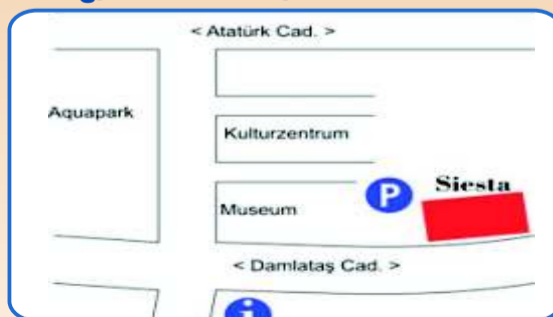 < Atatürk Cad. >
Aquapark
Kulturzentrum
P
Siesta
Museum
< Damlataş Cad. >
i